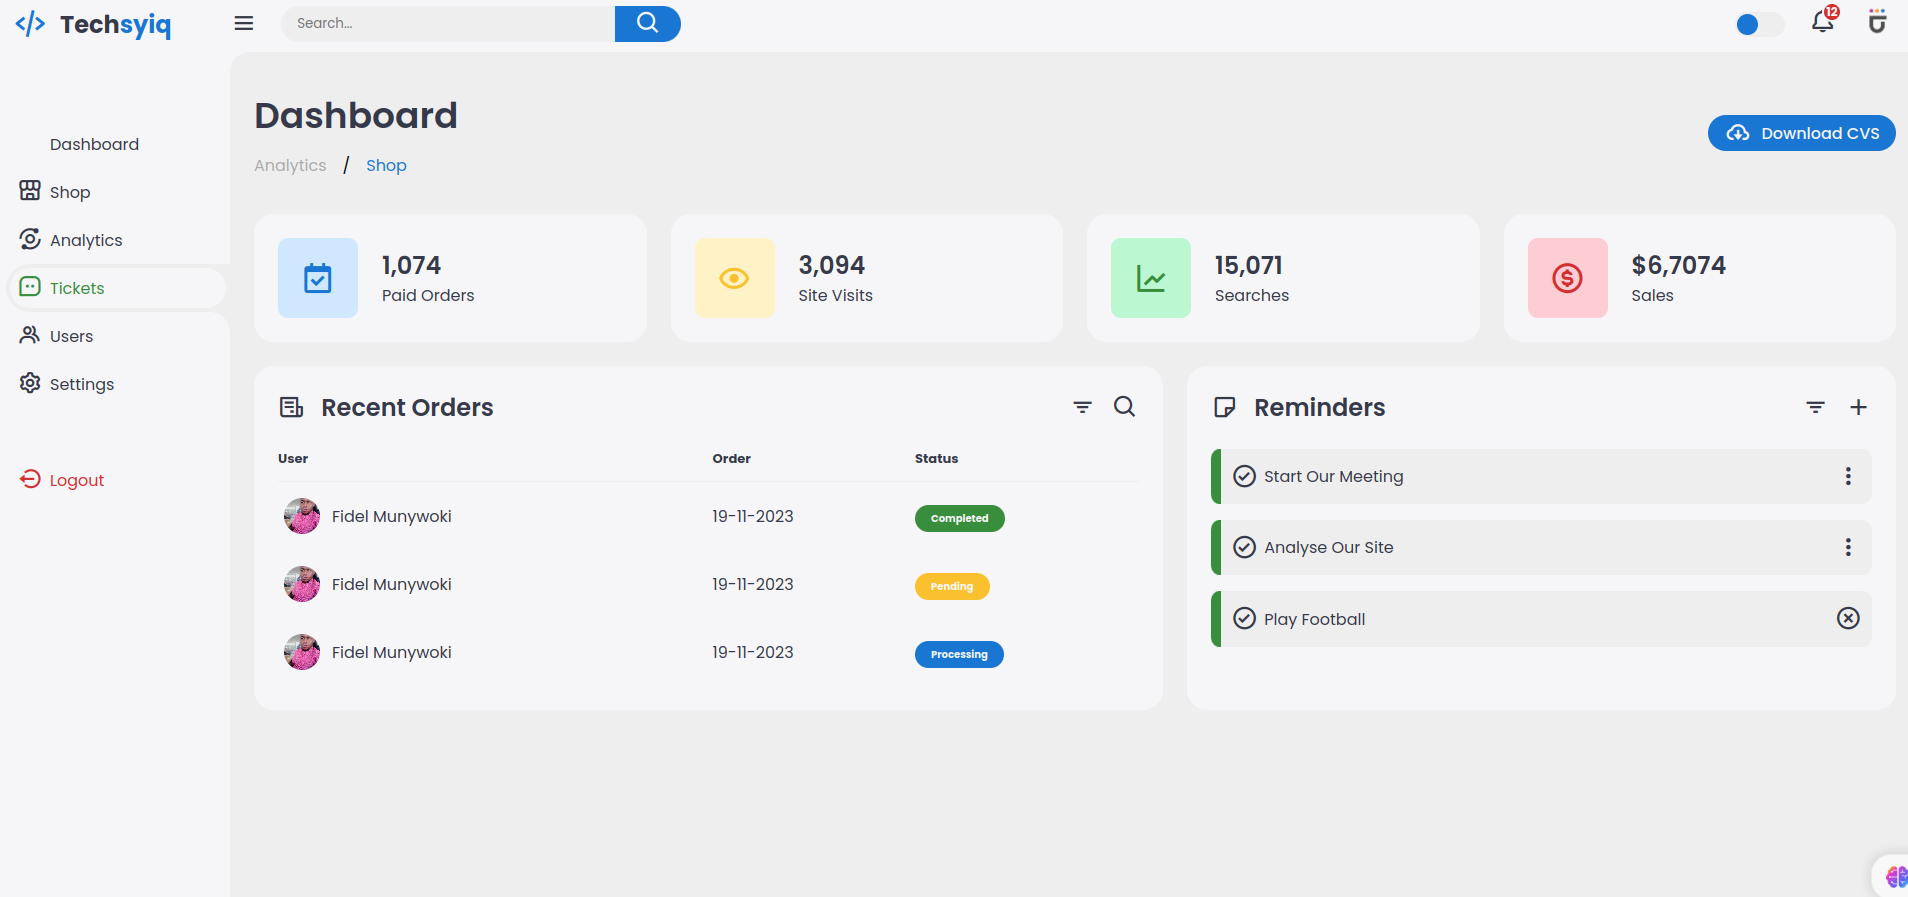 Techsyiq
Search...
12
Dashboard
Shop
Analytics
Tickets
Users
Settings
Logout
Dashboard
Analytics / Shop
Download CVS
1,074
Paid Orders
3,094
Site Visits
15,071
Searches
$6,7074
Sales
Recent Orders
User Order Status
Fidel Munywoki 19-11-2023 Completed
Fidel Munywoki 19-11-2023 Pending
Fidel Munywoki 19-11-2023 Processing
Reminders
Start Our Meeting
Analyse Our Site
Play Football